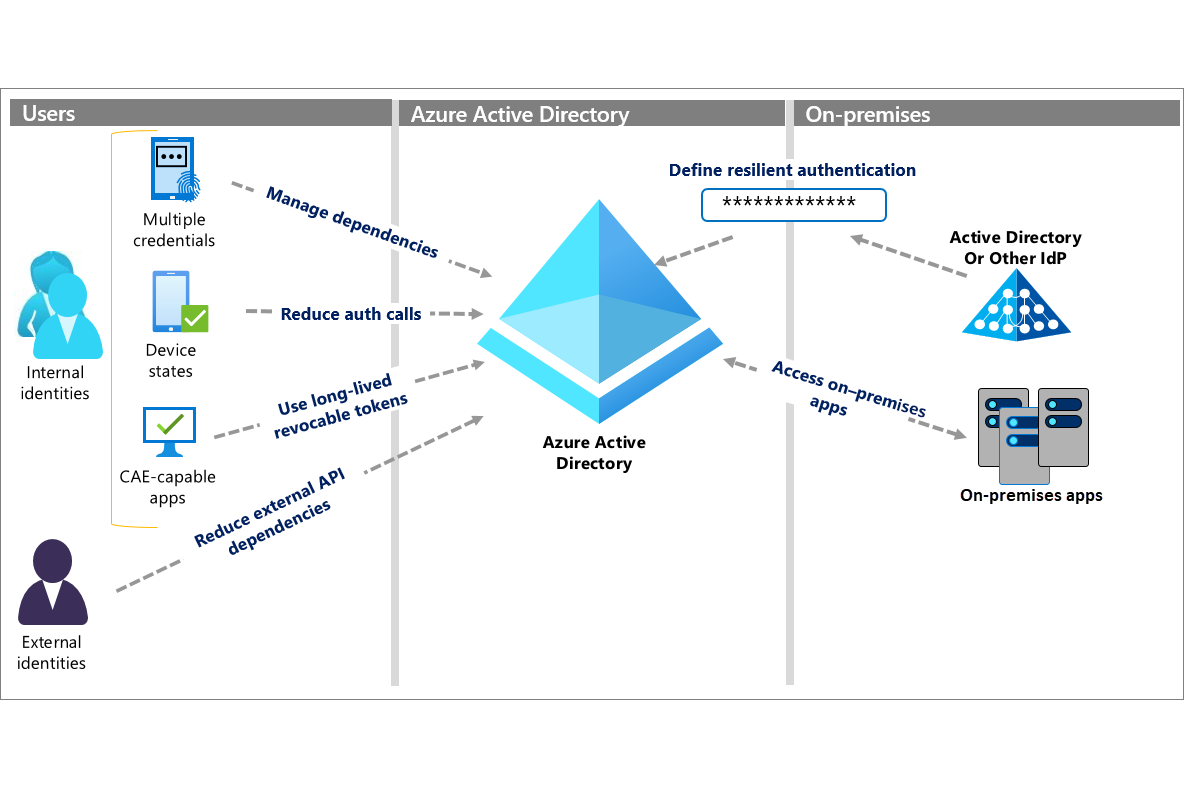 Users
Azure Active Directory
On-premises
Multiple
credentials
Manage dependencies
Define resilient authentication
*************
Active Directory
Or Other IdP
Internal
identities
Device
states
Reduce auth calls
Use long-lived
revocable tokens
CAE-capable
apps
Azure Active
Directory
Access on–premises
apps
On-premises apps
Reduce external API
dependencies
External
identities